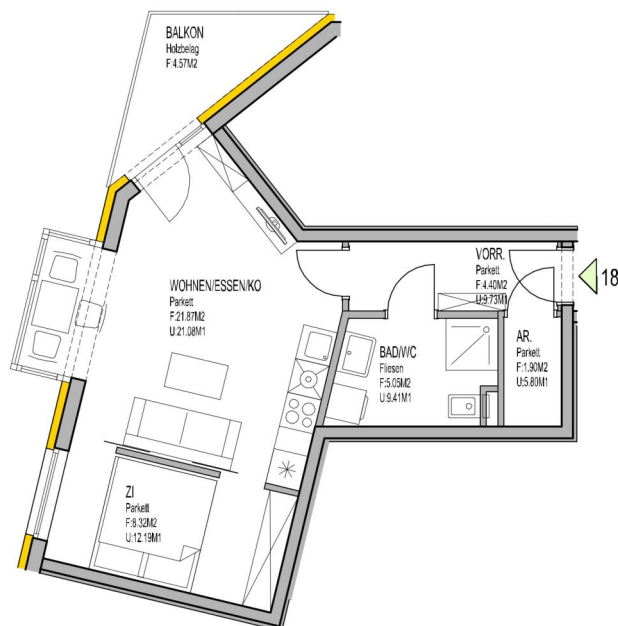 BALKON
Holzbelag
F:4.57M2
WOHNEN/ESSEN/KO
Parkett
F:21.87M2
U:21.08M1
VORR.
Parkett
F:4.40M2
U:9.73M1
18
BAD/WC
Fliesen
F:5.05M2
U:9.41M1
AR.
Parkett
F:1.90M2
U:5.80M1
ZI
Parkett
F:8.32M2
U:12.19M1